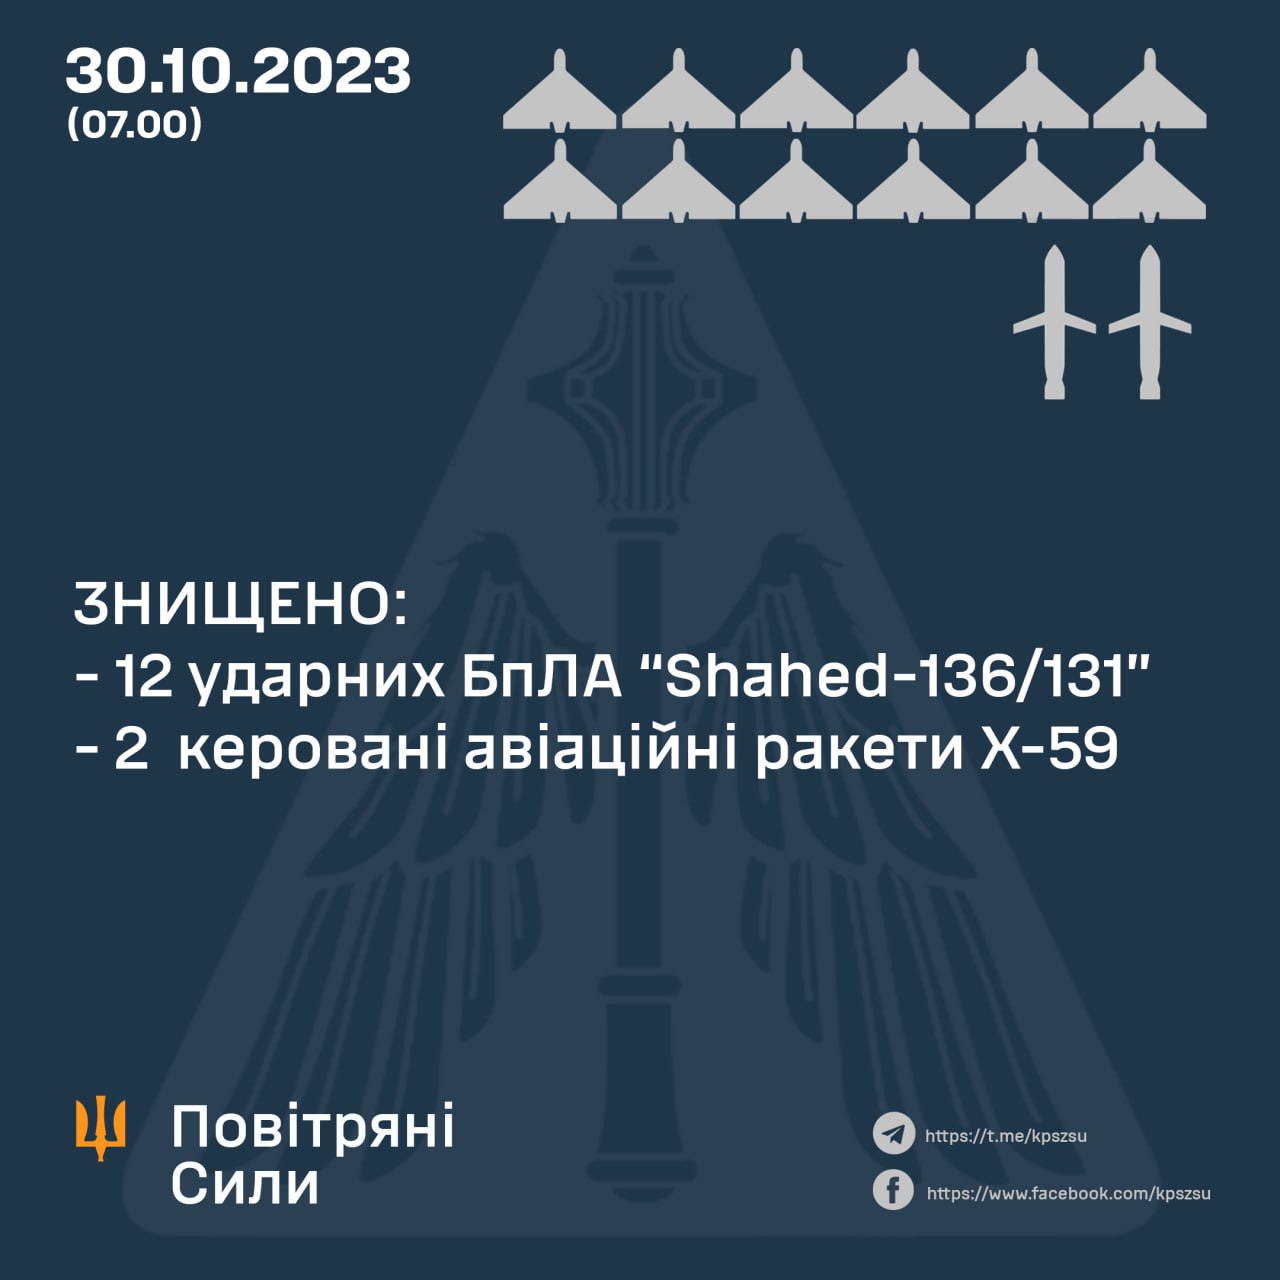 30.10.2023
(07.00)
ЗНИЩЕНО:
- 12 ударних БпЛА “Shahed-136/131”
- 2 керовані авіаційні ракети Х-59
Повітряні
Сили
https://t.me/kpszsu
https://www.facebook.com/kpszsu